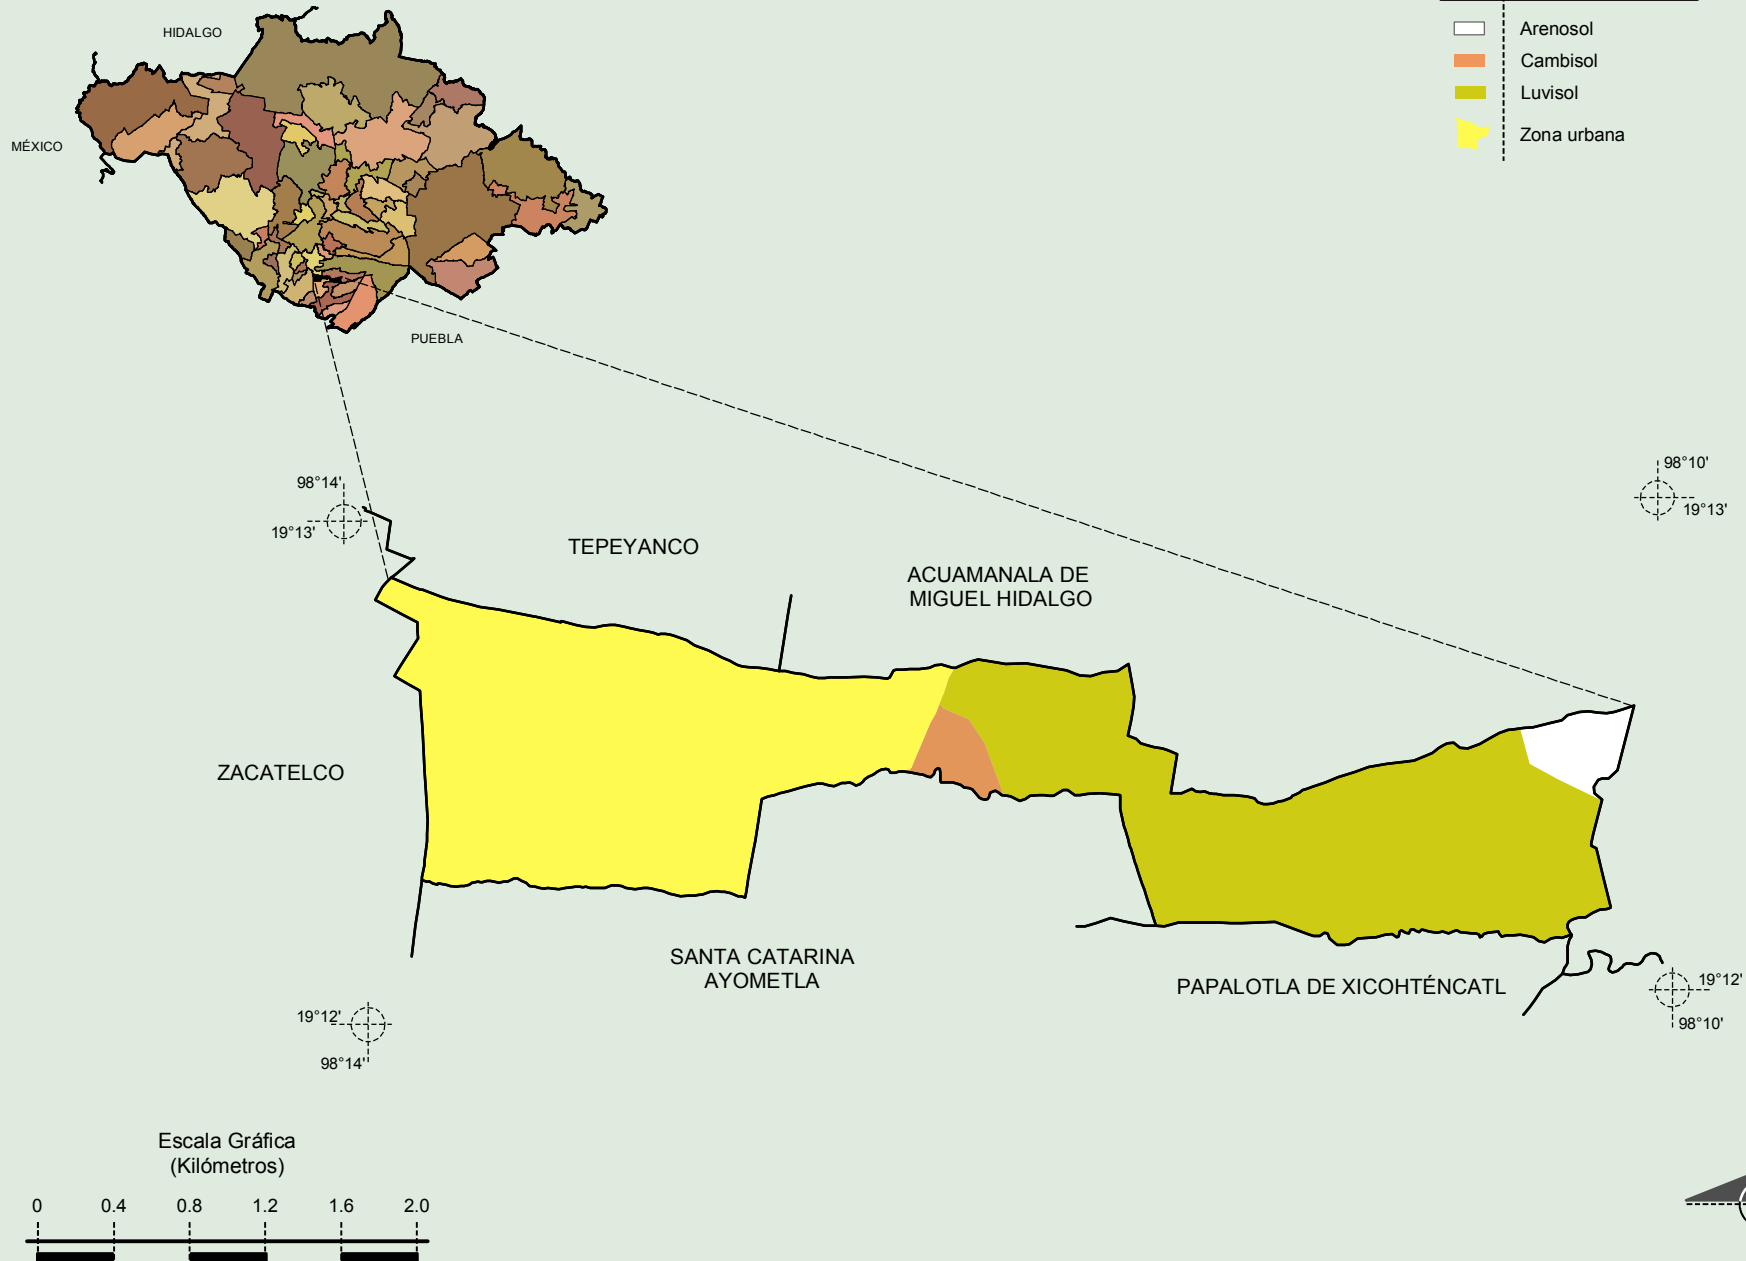 HIDALGO
MÉXICO
PUEBLA
Arenosol
Cambisol
Luvisol
Zona urbana
98°14'
19°13'
98°10'
19°13'
TEPEYANCO
ACUAMANALA DE
MIGUEL HIDALGO
ZACATELCO
SANTA CATARINA
AYOMETLA
PAPALOTLA DE XICOHTÉNCATL
19°12'
98°14'
19°12'
98°10'
Escala Gráfica
(Kilómetros)
0 0.4 0.8 1.2 1.6 2.0